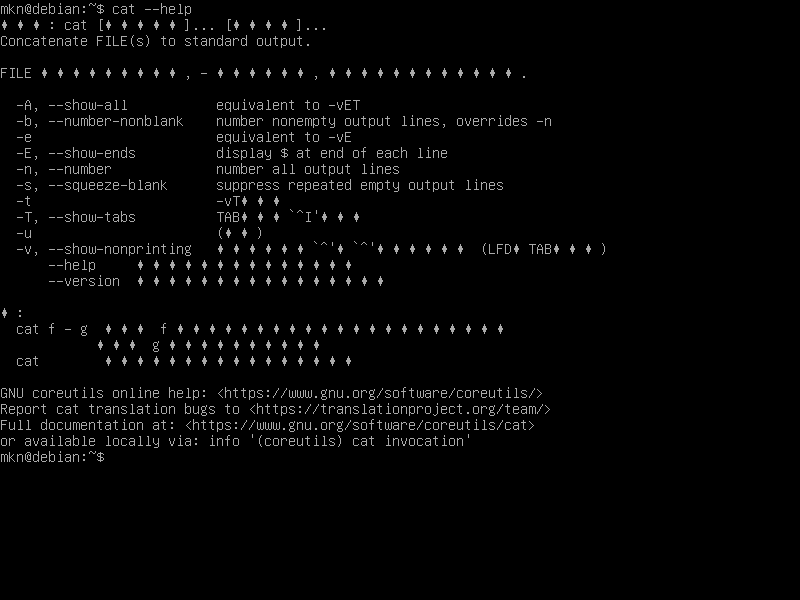 mkn@debian:~$ cat --help
♦ ♦ ♦ : cat [♦ ♦ ♦ ♦ ♦ ]... [♦ ♦ ♦ ♦ ]...
Concatenate FILE(s) to standard output.
FILE ♦ ♦ ♦ ♦ ♦ ♦ ♦ ♦ ♦ , - ♦ ♦ ♦ ♦ ♦ ♦ , ♦ ♦ ♦ ♦ ♦ ♦ ♦ ♦ ♦ ♦ ♦ ♦ .
-A, --show-all equivalent to -vET
-b, --number-nonblank number nonempty output lines, overrides -n
-e equivalent to -vE
-E, --show-ends display $ at end of each line
-n, --number number all output lines
-s, --squeeze-blank suppress repeated empty output lines
-t -vT♦ ♦ ♦
-T, --show-tabs TAB♦ ♦ ♦ `^I'♦ ♦ ♦
-u (♦ ♦ )
-v, --show-nonprinting ♦ ♦ ♦ ♦ ♦ ♦ `^'♦ `^'♦ ♦ ♦ ♦ ♦ ♦ (LFD♦ TAB♦ ♦ ♦ )
--help ♦ ♦ ♦ ♦ ♦ ♦ ♦ ♦ ♦ ♦ ♦ ♦ ♦ ♦
--version ♦ ♦ ♦ ♦ ♦ ♦ ♦ ♦ ♦ ♦ ♦ ♦ ♦ ♦ ♦ ♦
♦ :
cat f - g ♦ ♦ ♦ f ♦ ♦ ♦ ♦ ♦ ♦ ♦ ♦ ♦ ♦ ♦ ♦ ♦ ♦ ♦ ♦ ♦ ♦ ♦ ♦ ♦
♦ ♦ ♦ g ♦ ♦ ♦ ♦ ♦ ♦ ♦ ♦ ♦ ♦
cat ♦ ♦ ♦ ♦ ♦ ♦ ♦ ♦ ♦ ♦ ♦ ♦ ♦ ♦ ♦ ♦
GNU coreutils online help: <https://www.gnu.org/software/coreutils/>
Report cat translation bugs to <https://translationproject.org/team/>
Full documentation at: <https://www.gnu.org/software/coreutils/cat>
or available locally via: info '(coreutils) cat invocation'
mkn@debian:~$